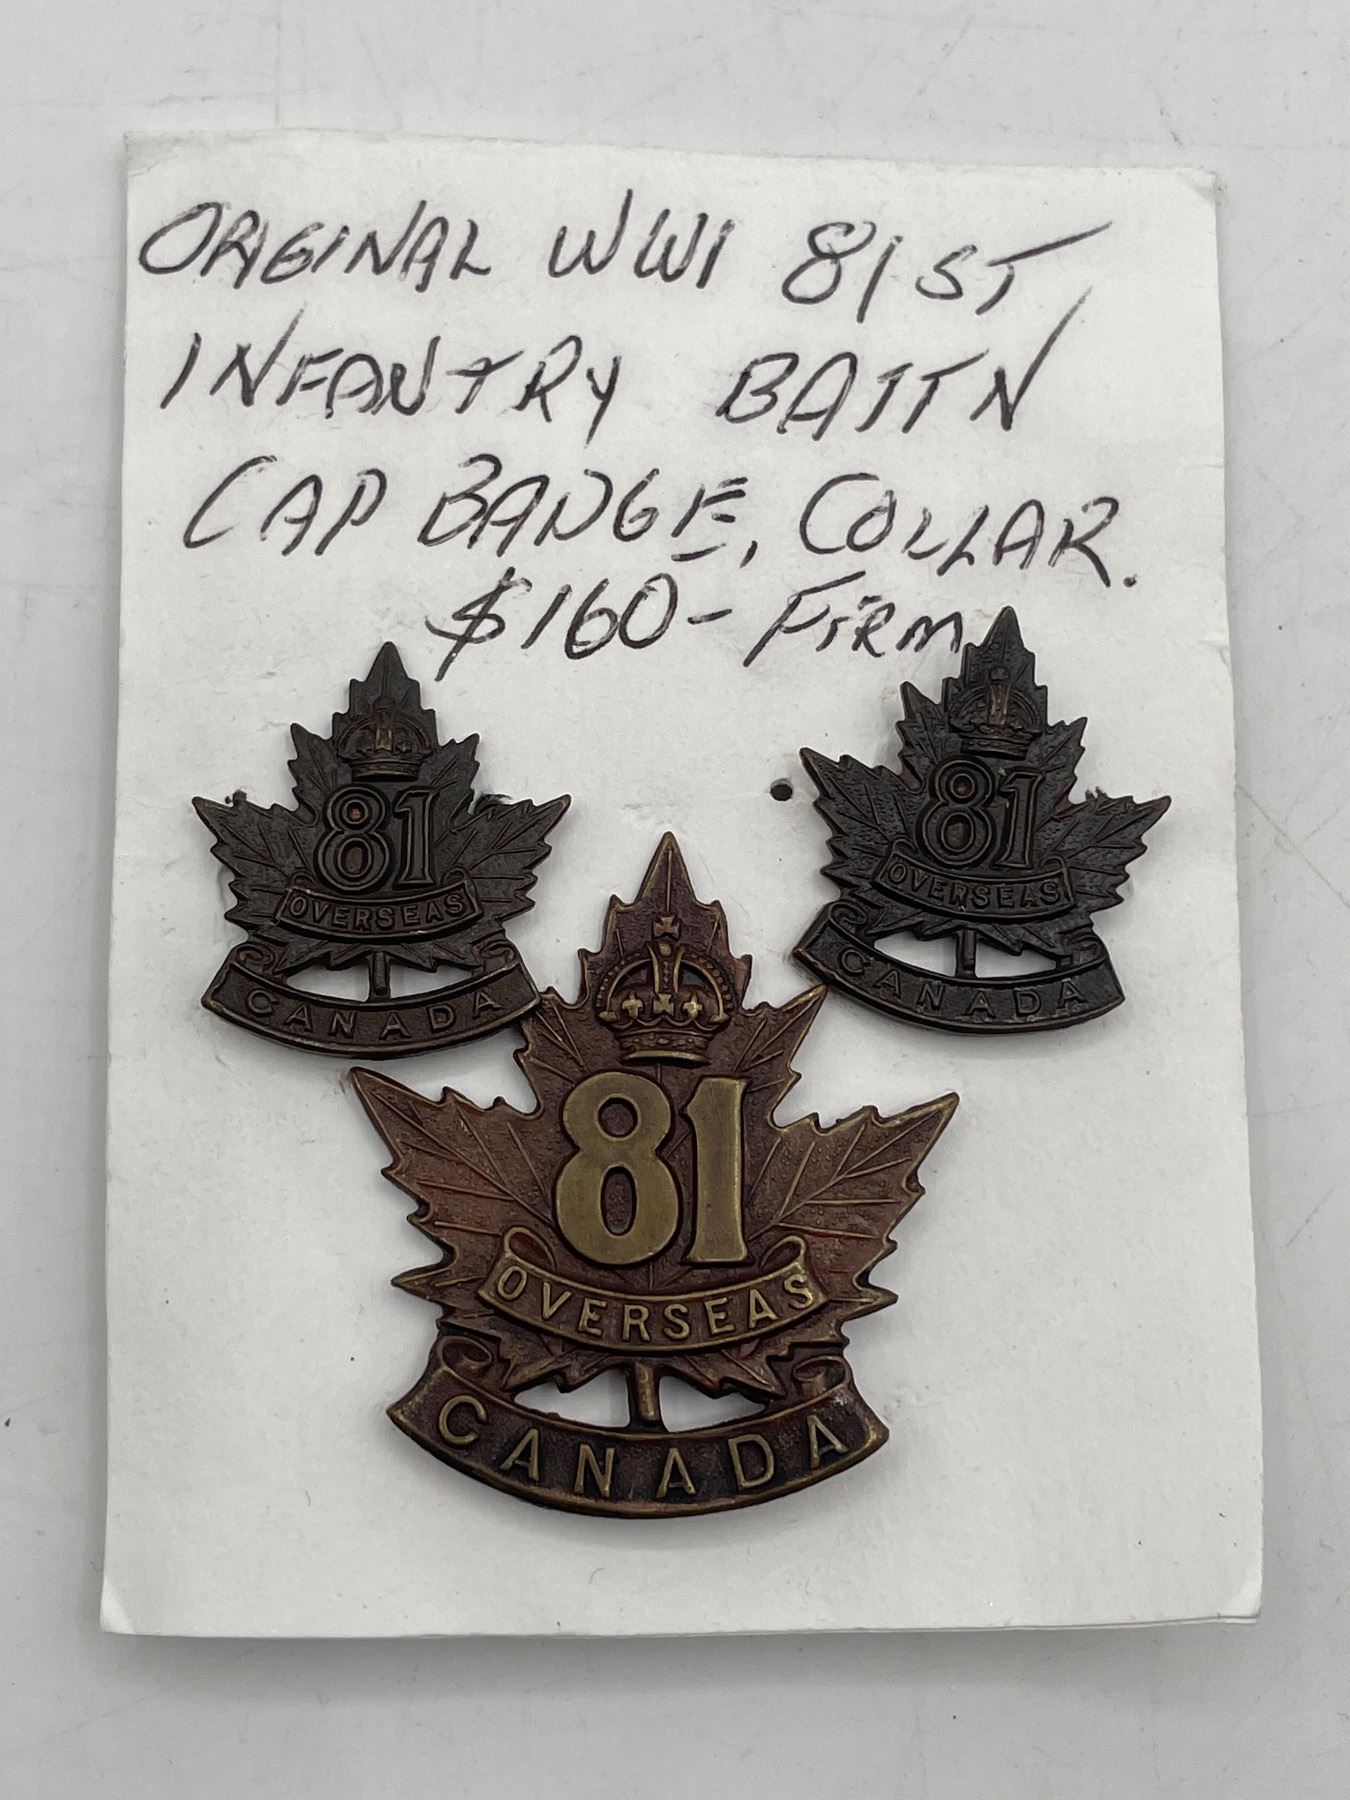 ORIGINAL WWI 81ST
INFANTRY BATTN
CAP BADGE, COLLAR.
$160- FIRM
81
OVERSEAS
CANADA
81
OVERSEAS
CANADA
81
OVERSEAS
CANADA